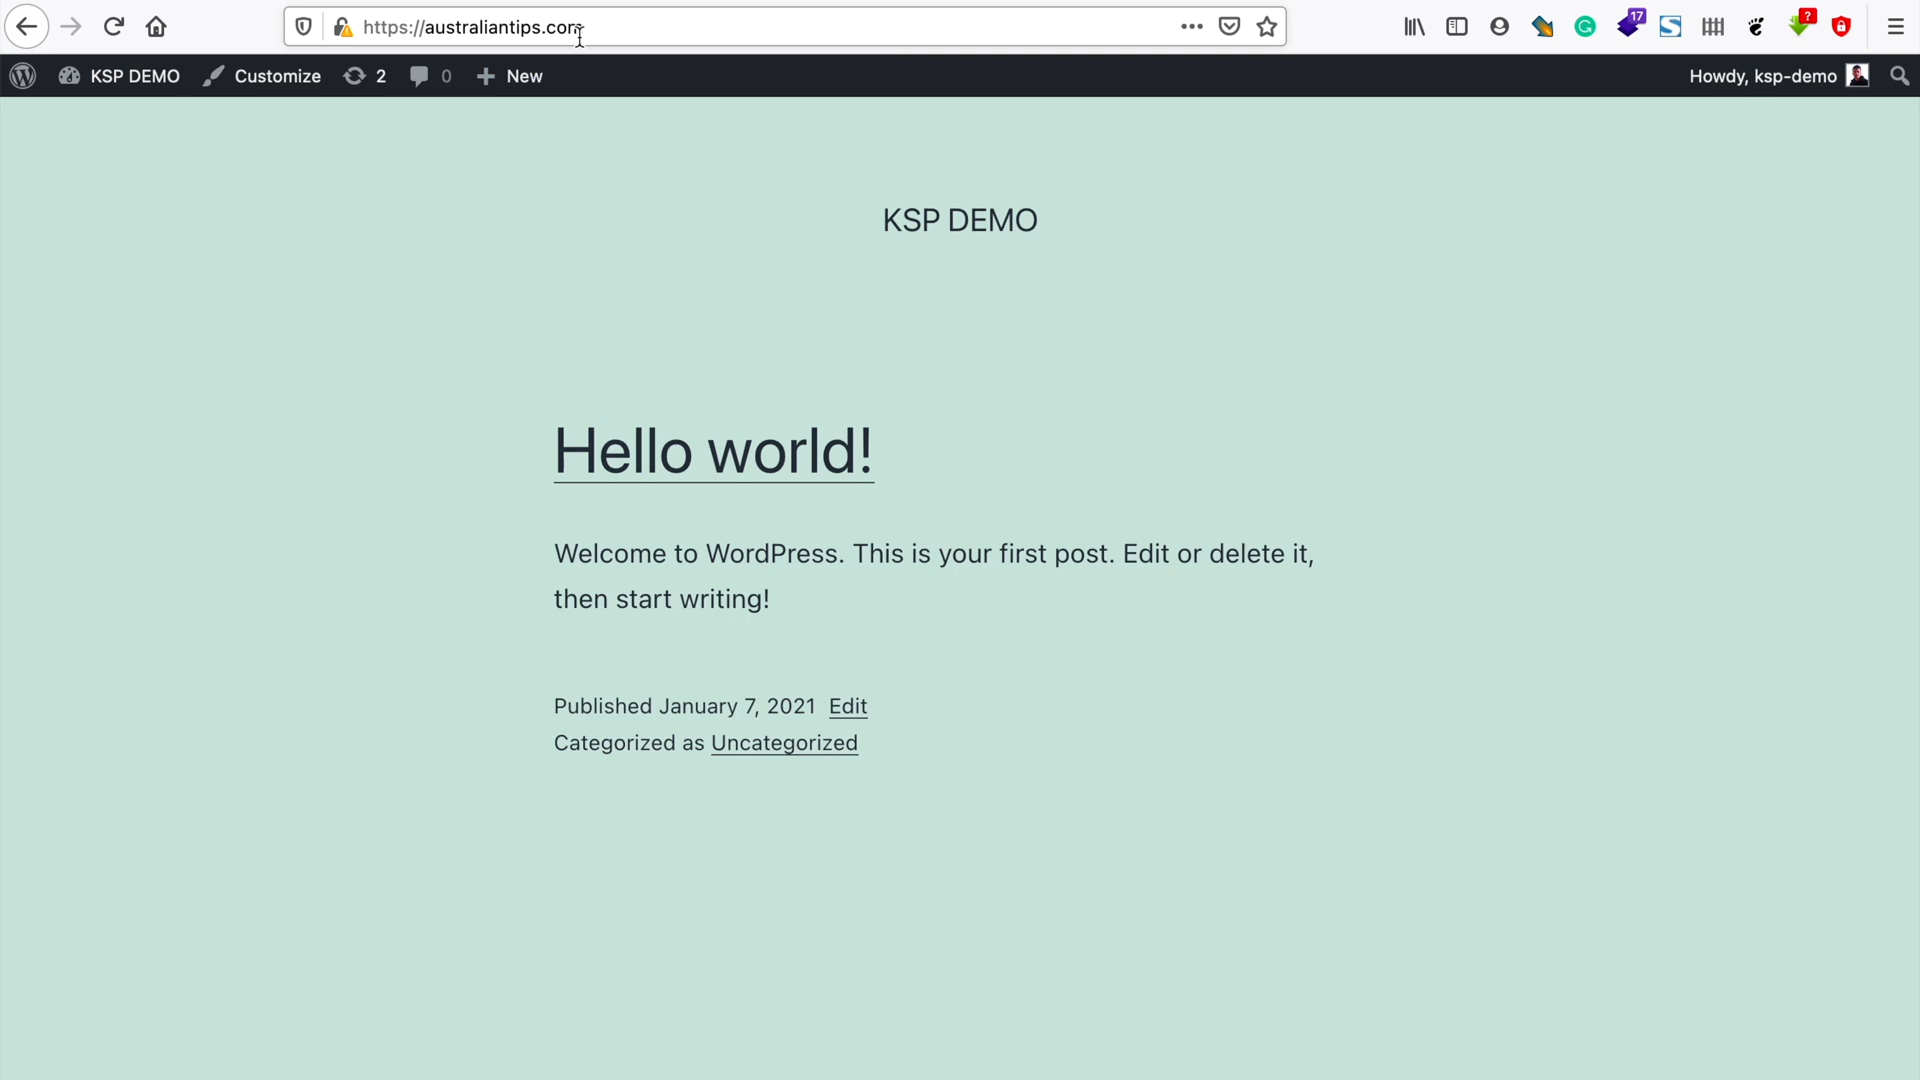 https://australiantips.com
17
?
KSP DEMO Customize 2 0 New Howdy, ksp-demo
KSP DEMO
Hello world!
Welcome to WordPress. This is your first post. Edit or delete it,
then start writing!
Published January 7, 2021 Edit
Categorized as Uncategorized